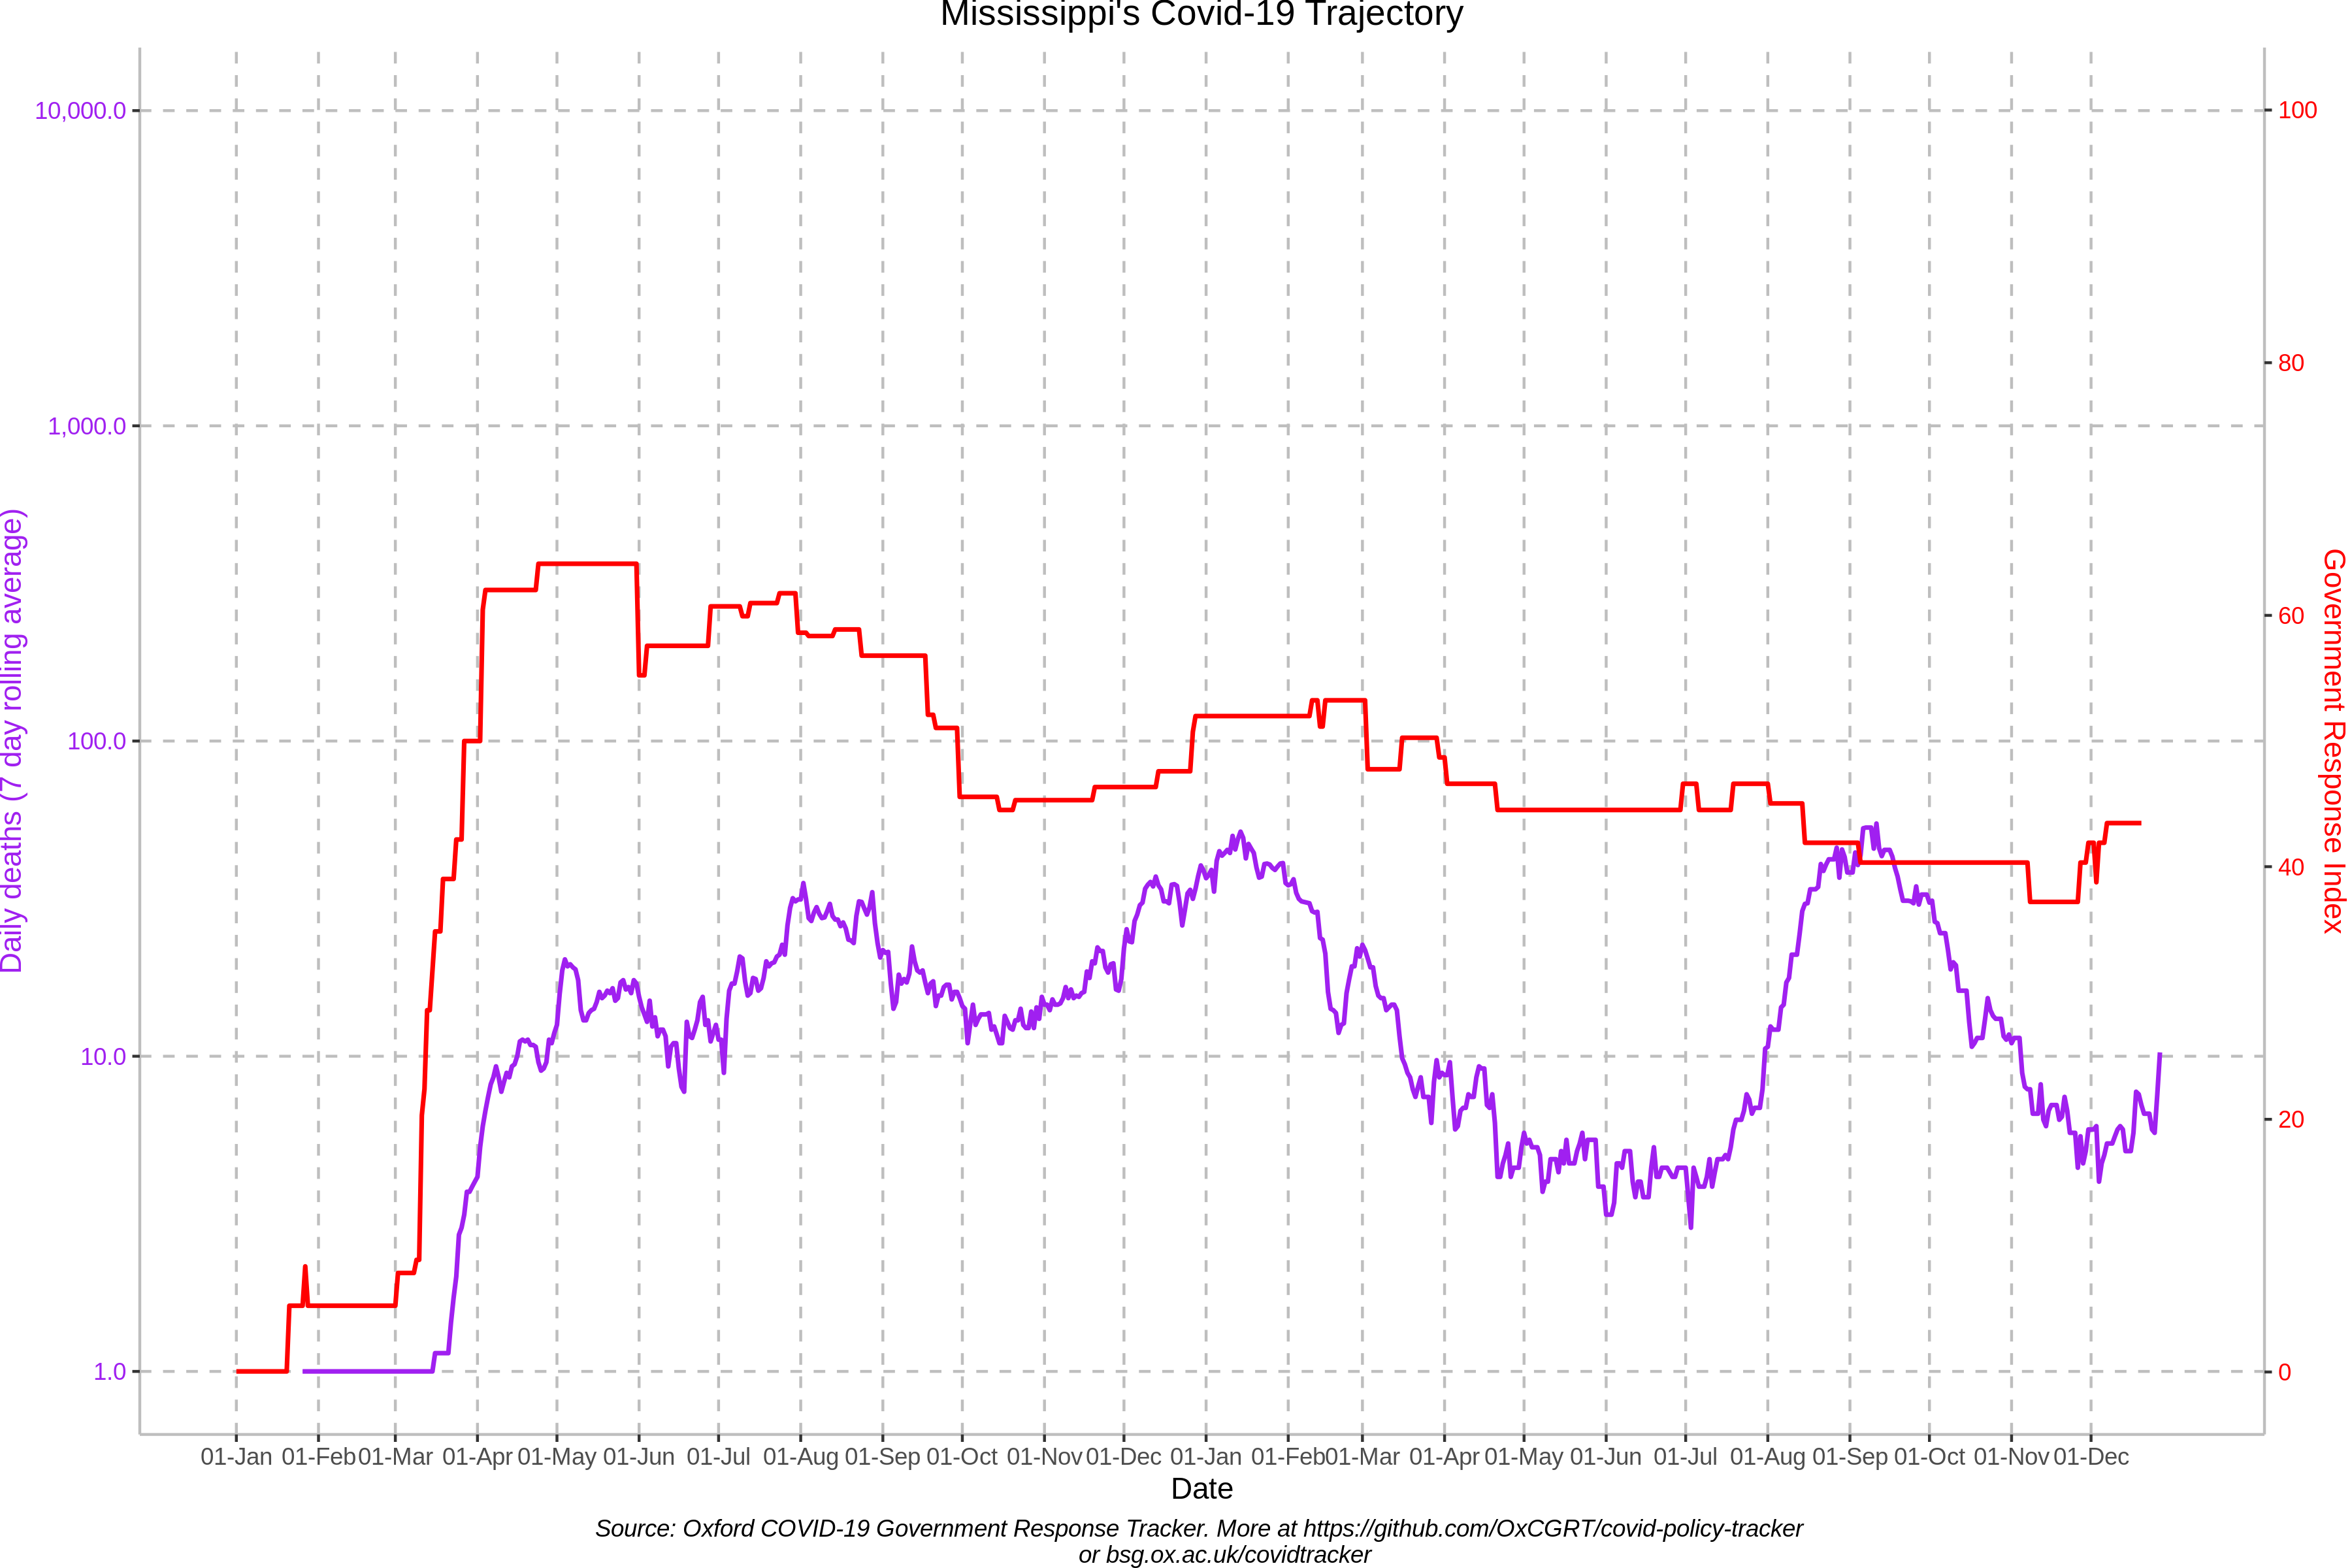 Mississippi's Covid-19 Trajectory
10,000.0
1,000.0
100.0
10.0
1.0
Daily deaths (7 day rolling average)
100
80
60
40
20
0
Government Response Index
01-Jan 01-Feb 01-Mar 01-Apr 01-May 01-Jun 01-Jul 01-Aug 01-Sep 01-Oct 01-Nov 01-Dec 01-Jan 01-Feb 01-Mar 01-Apr 01-May 01-Jun 01-Jul 01-Aug 01-Sep 01-Oct 01-Nov 01-Dec
Date
Source: Oxford COVID-19 Government Response Tracker. More at https://github.com/OxCGRT/covid-policy-tracker
or bsg.ox.ac.uk/covidtracker